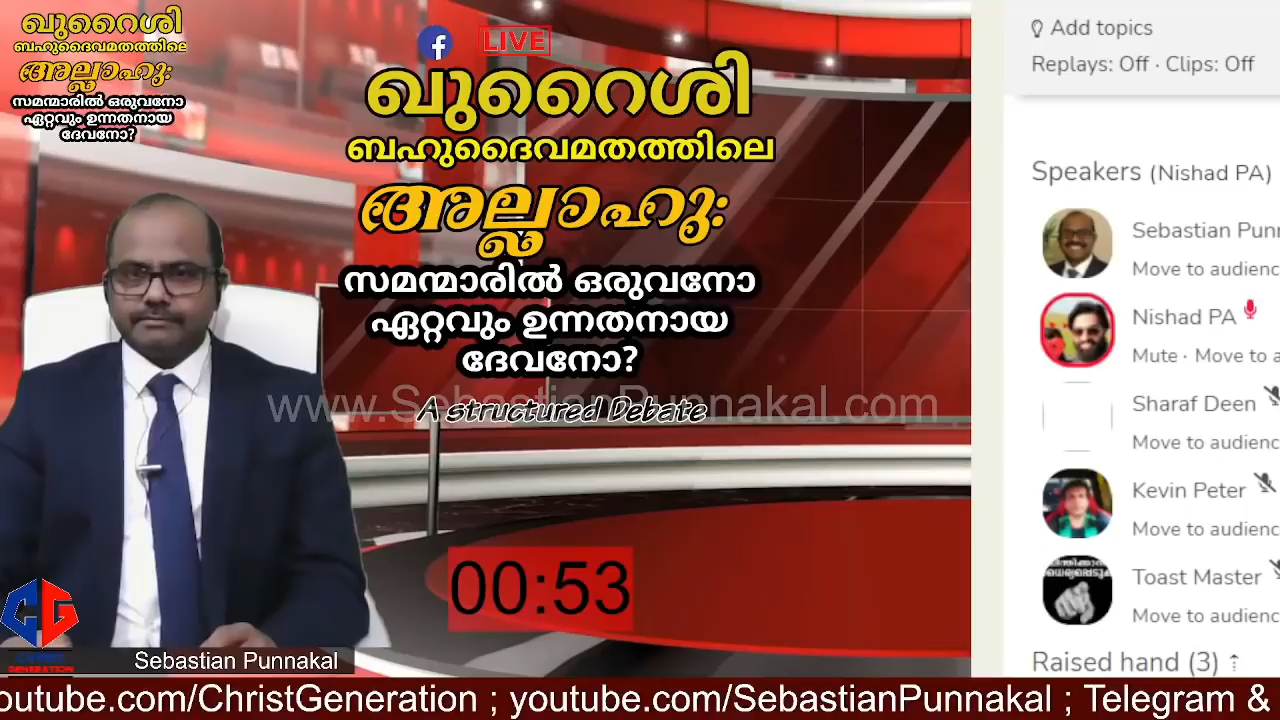 ഖുറൈശി
ബഹുദൈവമതത്തിലെ
അല്ലാഹു:
സമന്മാരിൽ ഒരുവനോ
ഏറ്റവും ഉന്നതനായ
ദേവനോ?
LIVE
ഖുറൈശി
ബഹുദൈവമതത്തിലെ
അല്ലാഹു:
സമന്മാരിൽ ഒരുവനോ
ഏറ്റവും ഉന്നതനായ
ദേവനോ?
A structured Debate
www.SebastianPunnakal.com
00:53
CG
CHRIST
GENERATION
Sebastian Punnakal
outube.com/ChristGeneration ; youtube.com/SebastianPunnakal ; Telegram &
Add topics
Replays: Off · Clips: Off
Speakers (Nishad PA)
Sebastian Punn
Move to audienc
Nishad PA
Mute · Move to a
Sharaf Deen
Move to audienc
Kevin Peter
Move to audienc
Toast Master
Move to audienc
Raised hand (3)